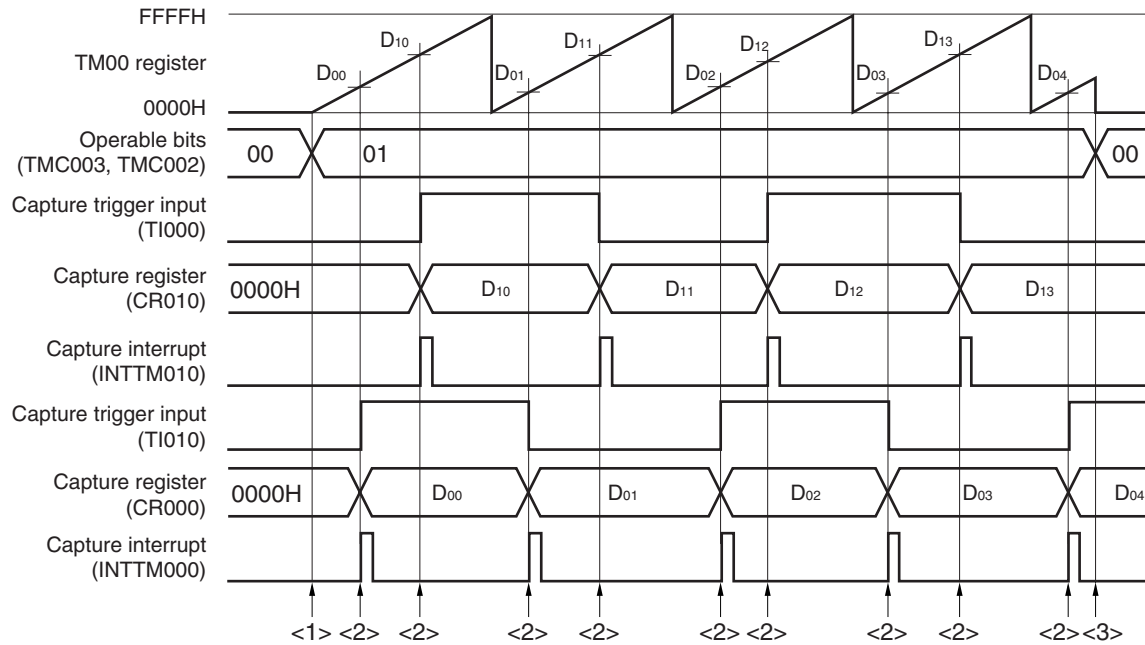 FFFFH
TM00 register
0000H
D10
D00
D11
D01
D12
D02
D13
D03
D04
Operable bits
(TMC003, TMC002)
00
01
00
Capture trigger input
(TI000)
Capture register
(CR010)
0000H
D10
D11
D12
D13
Capture interrupt
(INTTM010)
Capture trigger input
(TI010)
Capture register
(CR000)
0000H
D00
D01
D02
D03
D04
Capture interrupt
(INTTM000)
<1> <2> <2> <2> <2> <2> <2> <2> <2> <2> <3>